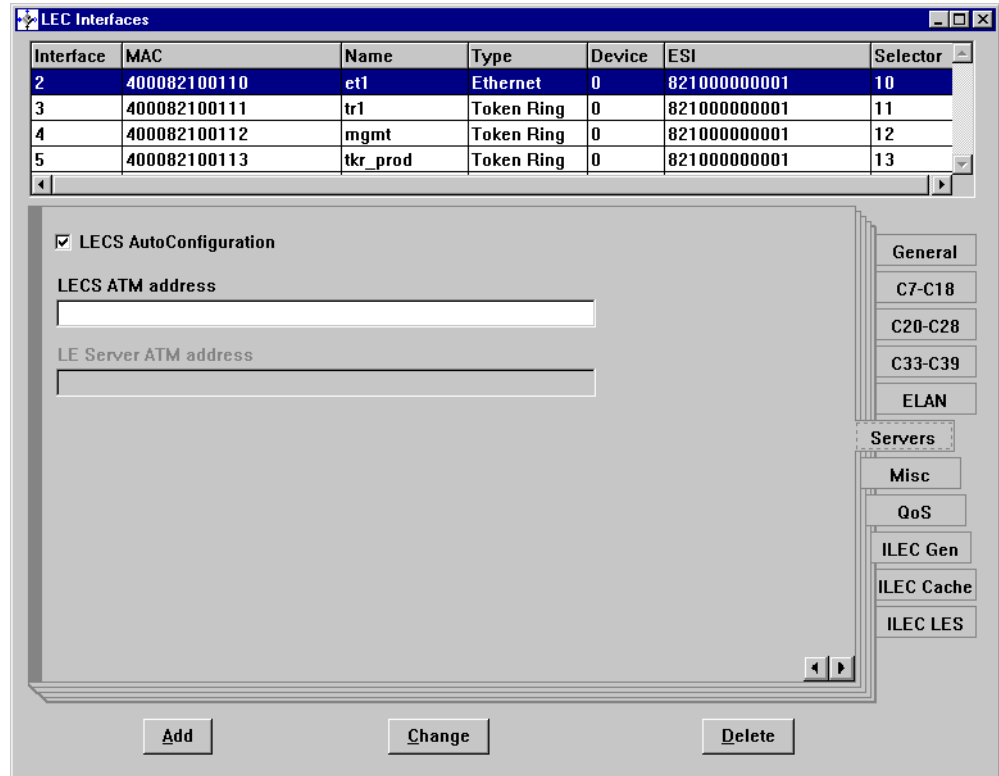 LEC Interfaces
Interface MAC Name Type Device ESI Selector
2 400082100110 et1 Ethernet 0 821000000001 10
3 400082100111 tr1 Token Ring 0 821000000001 11
4 400082100112 mgmt Token Ring 0 821000000001 12
5 400082100113 tkr_prod Token Ring 0 821000000001 13
LECS AutoConfiguration
LECS ATM address
LE Server ATM address
General
C7-C18
C20-C28
C33-C39
ELAN
Servers
Misc
QoS
ILEC Gen
ILEC Cache
ILEC LES
Add Change Delete